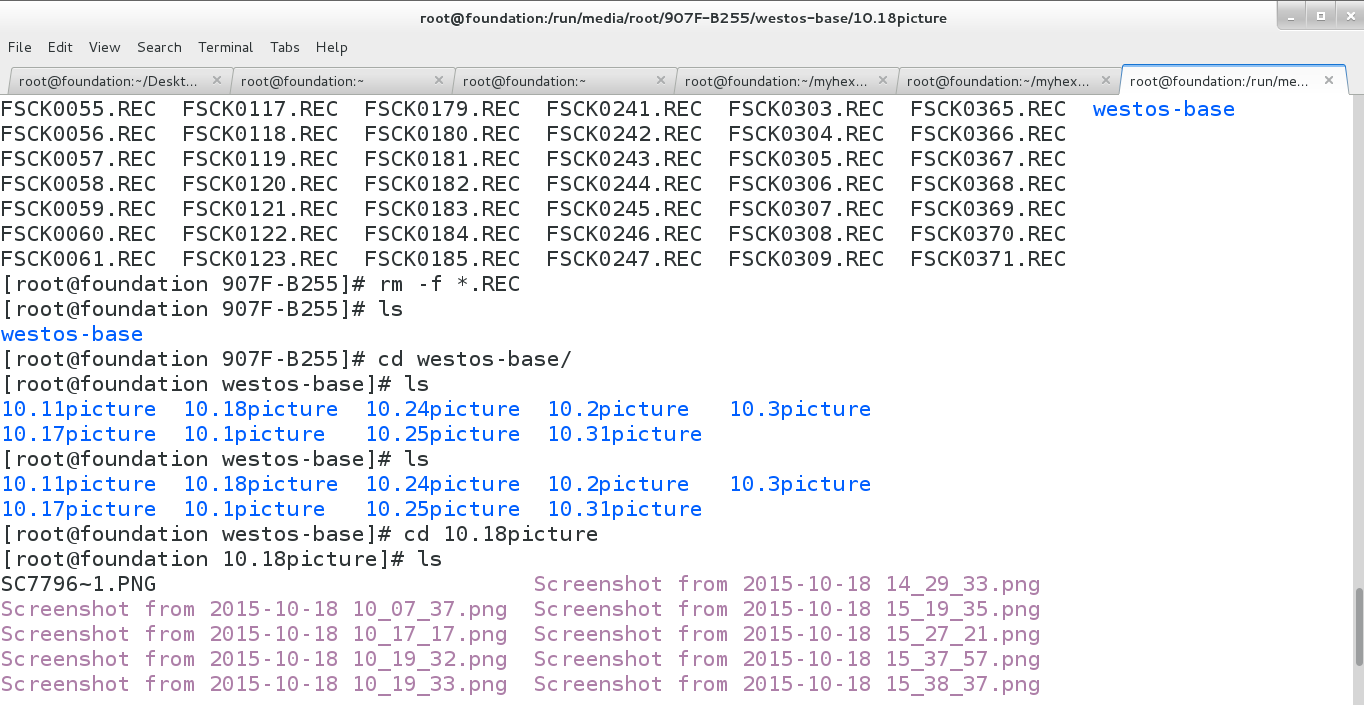 root@foundation:/run/media/root/907F-B255/westos-base/10.18picture
File Edit View Search Terminal Tabs Help
root@foundation:~/Deskt... root@foundation:~ root@foundation:~ root@foundation:~/myhex... root@foundation:~/myhex... root@foundation:/run/me...
FSCK0055.REC FSCK0117.REC FSCK0179.REC FSCK0241.REC FSCK0303.REC FSCK0365.REC westos-base
FSCK0056.REC FSCK0118.REC FSCK0180.REC FSCK0242.REC FSCK0304.REC FSCK0366.REC
FSCK0057.REC FSCK0119.REC FSCK0181.REC FSCK0243.REC FSCK0305.REC FSCK0367.REC
FSCK0058.REC FSCK0120.REC FSCK0182.REC FSCK0244.REC FSCK0306.REC FSCK0368.REC
FSCK0059.REC FSCK0121.REC FSCK0183.REC FSCK0245.REC FSCK0307.REC FSCK0369.REC
FSCK0060.REC FSCK0122.REC FSCK0184.REC FSCK0246.REC FSCK0308.REC FSCK0370.REC
FSCK0061.REC FSCK0123.REC FSCK0185.REC FSCK0247.REC FSCK0309.REC FSCK0371.REC
[root@foundation 907F-B255]# rm -f *.REC
[root@foundation 907F-B255]# ls
westos-base
[root@foundation 907F-B255]# cd westos-base/
[root@foundation westos-base]# ls
10.11picture 10.18picture 10.24picture 10.2picture 10.3picture
10.17picture 10.1picture 10.25picture 10.31picture
[root@foundation westos-base]# ls
10.11picture 10.18picture 10.24picture 10.2picture 10.3picture
10.17picture 10.1picture 10.25picture 10.31picture
[root@foundation westos-base]# cd 10.18picture
[root@foundation 10.18picture]# ls
SC7796~1.PNG Screenshot from 2015-10-18 14_29_33.png
Screenshot from 2015-10-18 10_07_37.png Screenshot from 2015-10-18 15_19_35.png
Screenshot from 2015-10-18 10_17_17.png Screenshot from 2015-10-18 15_27_21.png
Screenshot from 2015-10-18 10_19_32.png Screenshot from 2015-10-18 15_37_57.png
Screenshot from 2015-10-18 10_19_33.png Screenshot from 2015-10-18 15_38_37.png